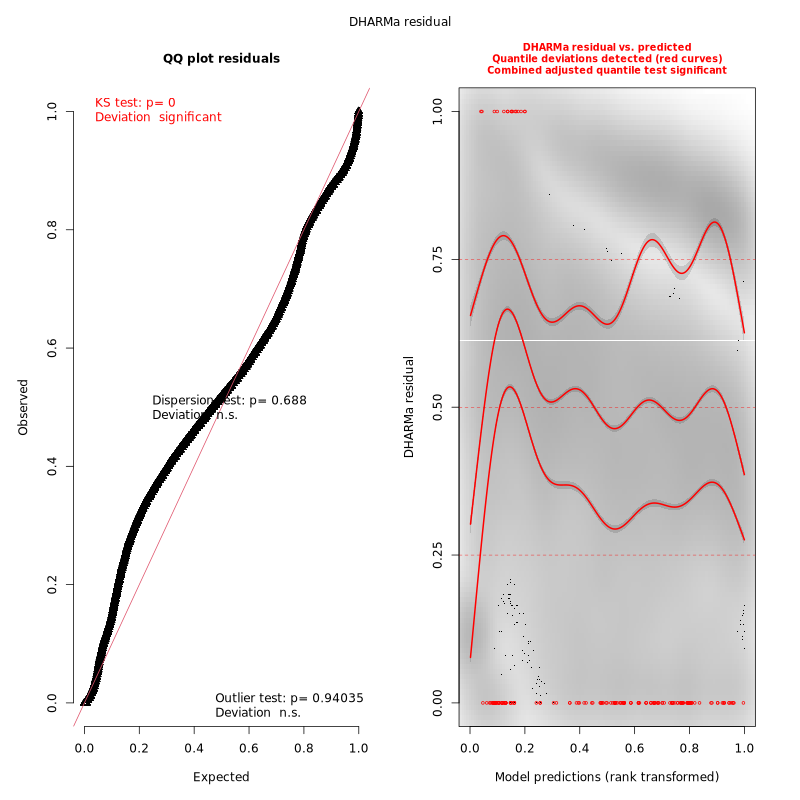 DHARMa residual
QQ plot residuals
KS test: p= 0
Deviation  significant
Dispersion test: p= 0.688
Deviation  n.s.
Outlier test: p= 0.94035
Deviation  n.s.
Observed
0.0
0.2
0.4
0.6
0.8
1.0
0.0
0.2
0.4
0.6
0.8
1.0
Expected
DHARMa residual vs. predicted
Quantile deviations detected (red curves)
Combined adjusted quantile test significant
DHARMa residual
0.00
0.25
0.50
0.75
1.00
0.0
0.2
0.4
0.6
0.8
1.0
Model predictions (rank transformed)